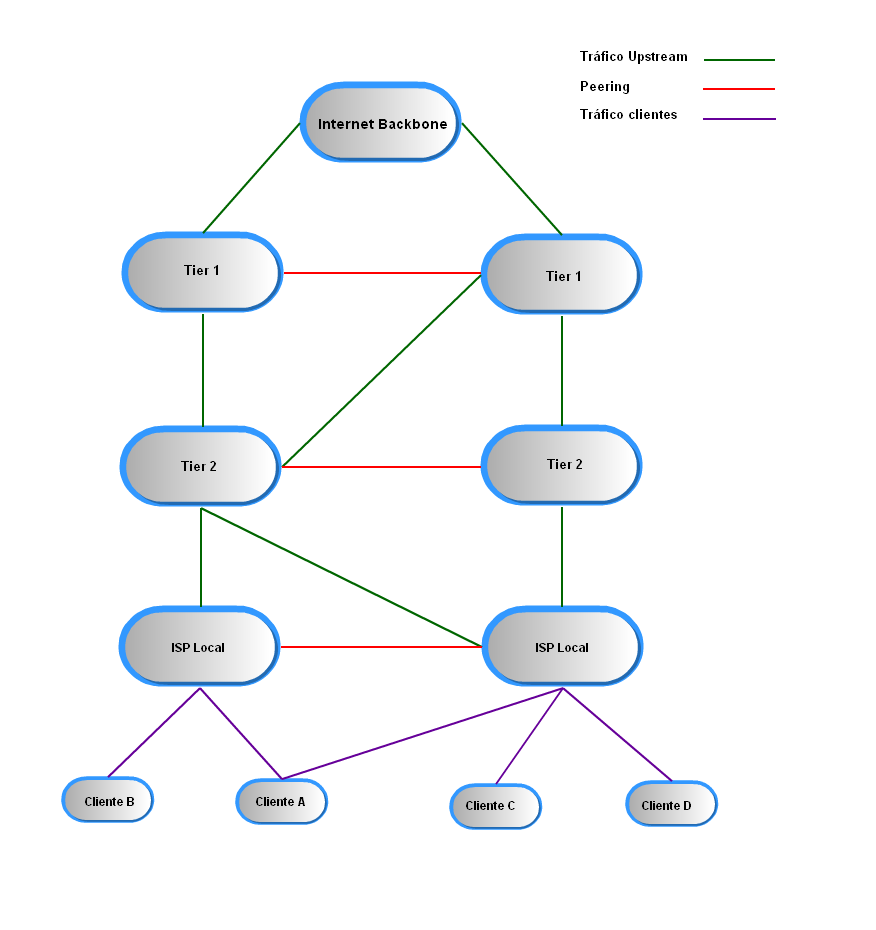 Tráfico Upstream
Peering
Tráfico clientes
Internet Backbone
Tier 1
Tier 1
Tier 2
Tier 2
ISP Local
ISP Local
Cliente B
Cliente A
Cliente C
Cliente D